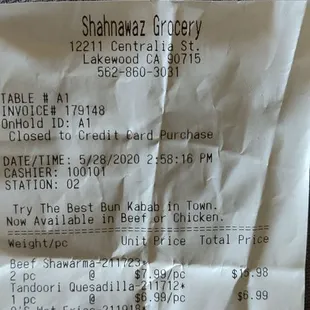 Shahnawaz Grocery
12211 Centralia St.
Lakewood CA 90715
562-860-3031
TABLE # A1
INVOICE# 179148
OnHold ID: A1
Closed to Credit Card Purchase
DATE/TIME: 5/28/2020 2:58:16 PM
CASHIER: 100101
STATION: 02
Try The Best Bun Kabab in Town.
Now Available in Beef or Chicken.
Weight/pc Unit Price Total Price
Beef Shawarma-211723*
2 pc @ $7.99/pc $15.98
Tandoori Quesadilla-211712*
1 pc @ $6.99/pc $6.99